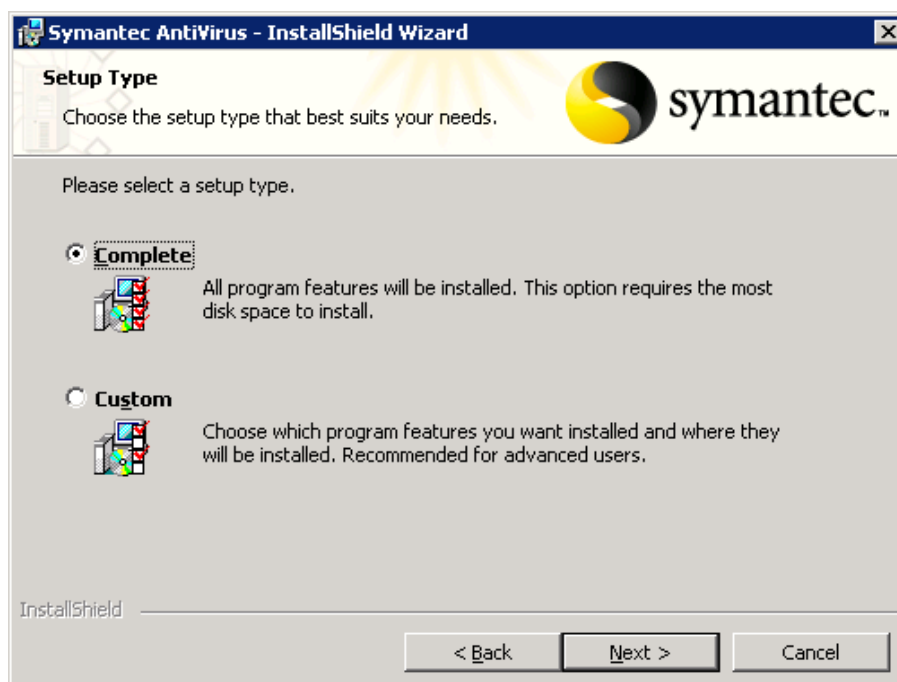 Symantec AntiVirus - InstallShield Wizard
Setup Type
Choose the setup type that best suits your needs.
symantec™
Please select a setup type.
Complete
All program features will be installed. This option requires the most
disk space to install.
Custom
Choose which program features you want installed and where they
will be installed. Recommended for advanced users.
InstallShield
< Back
Next >
Cancel